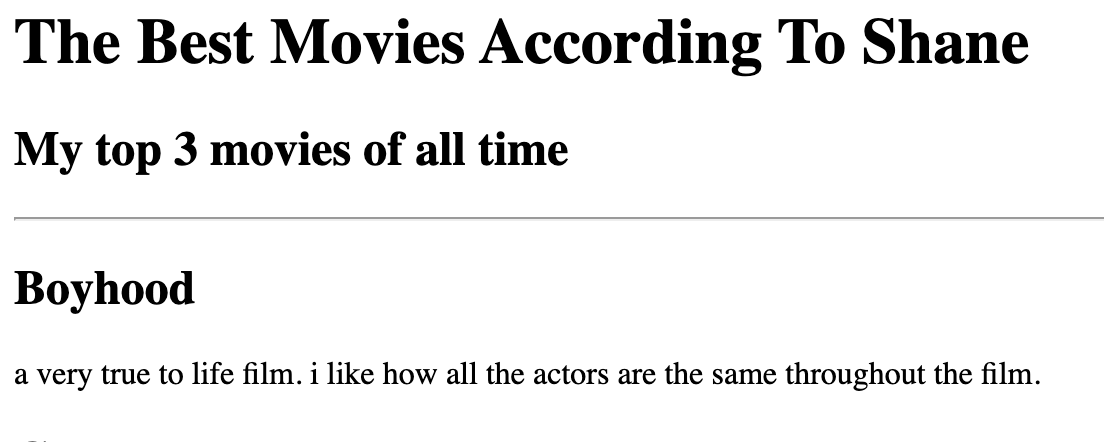 The Best Movies According To Shane
My top 3 movies of all time
Boyhood
a very true to life film. i like how all the actors are the same throughout the film.